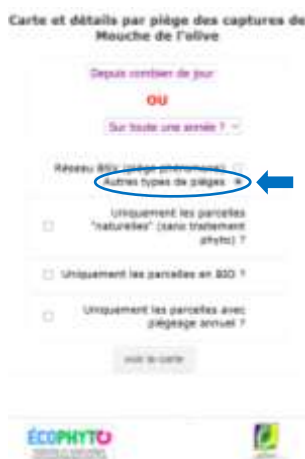 Carte et détails par piège des captures de
Mouche de l'olive
Depuis combien de jour
OU
Sur toute une année ?
Réseau BSV (piège phéromone)
Autres types de pièges
Uniquement les parcelles
"naturelles" (sans traitement
phyto) ?
Uniquement les parcelles en BIO ?
Uniquement les parcelles avec
piégeage annuel ?
voir la carte
ÉCOPHYTO